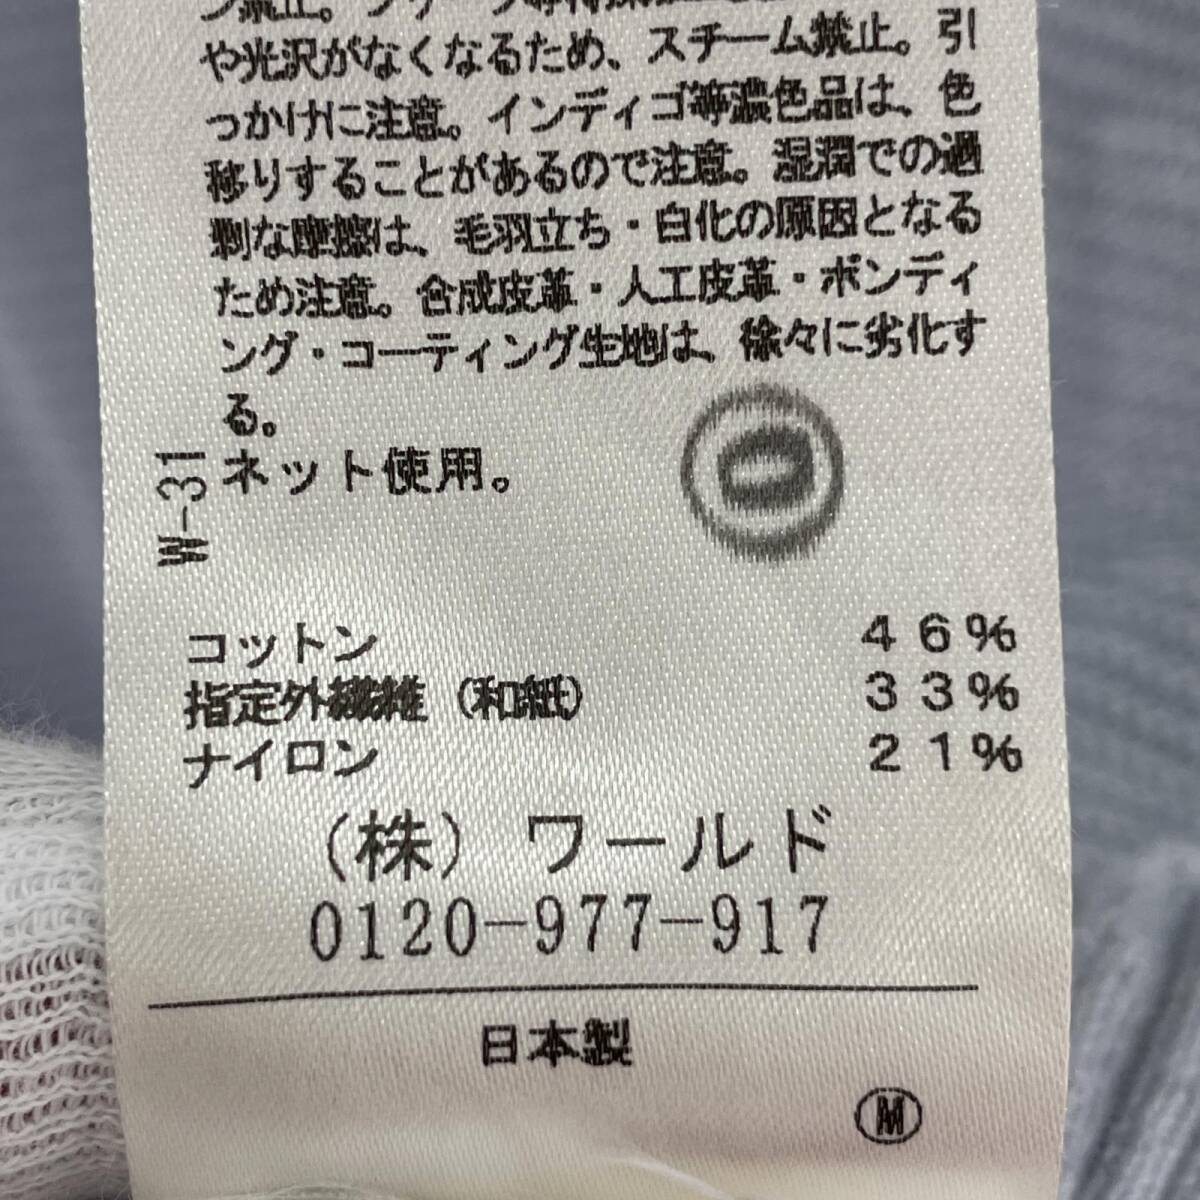 や光沢がなくなるため、スチーム禁止。引
っかけに注意。インディゴ等濃色品は、色
移りすることがあるので注意。湿潤での過
剰な摩擦は、毛羽立ち・白化の原因となる
ため注意。合成皮革・人工皮革・ボンディ
ング・コーティング生地は、徐々に劣化す
る。
W-31
ネット使用。
コットン 46%
指定外繊維（和紙） 33%
ナイロン 21%
（株）ワールド
0120-977-917
日本製
M